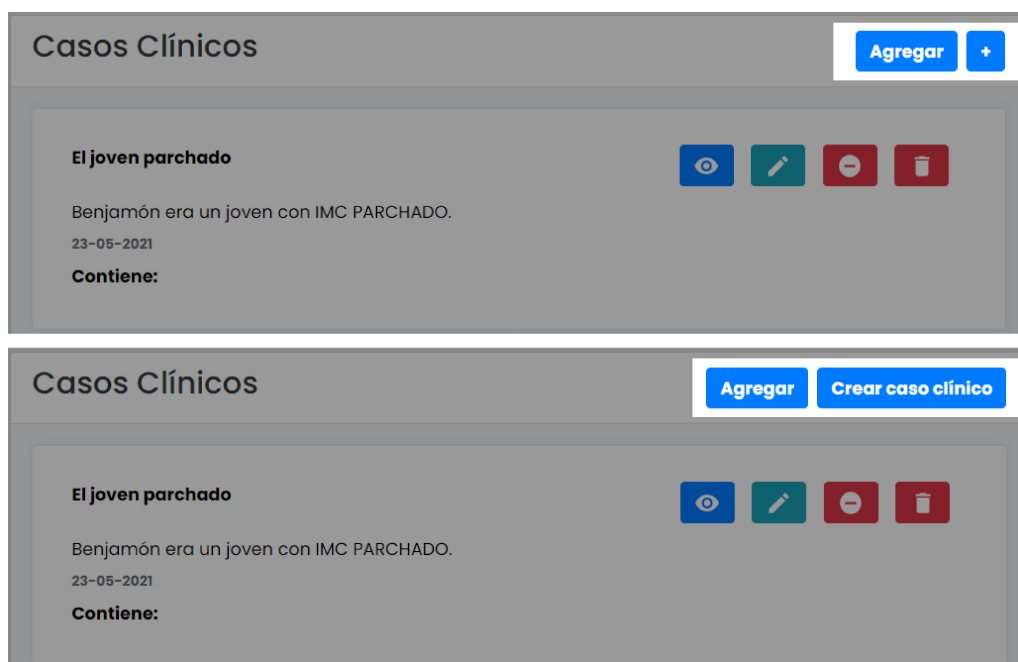 Casos Clínicos
Agregar +
El joven parchado
Benjamón era un joven con IMC PARCHADO.
23-05-2021
Contiene:
Casos Clínicos
Agregar Crear caso clínico
El joven parchado
Benjamón era un joven con IMC PARCHADO.
23-05-2021
Contiene: